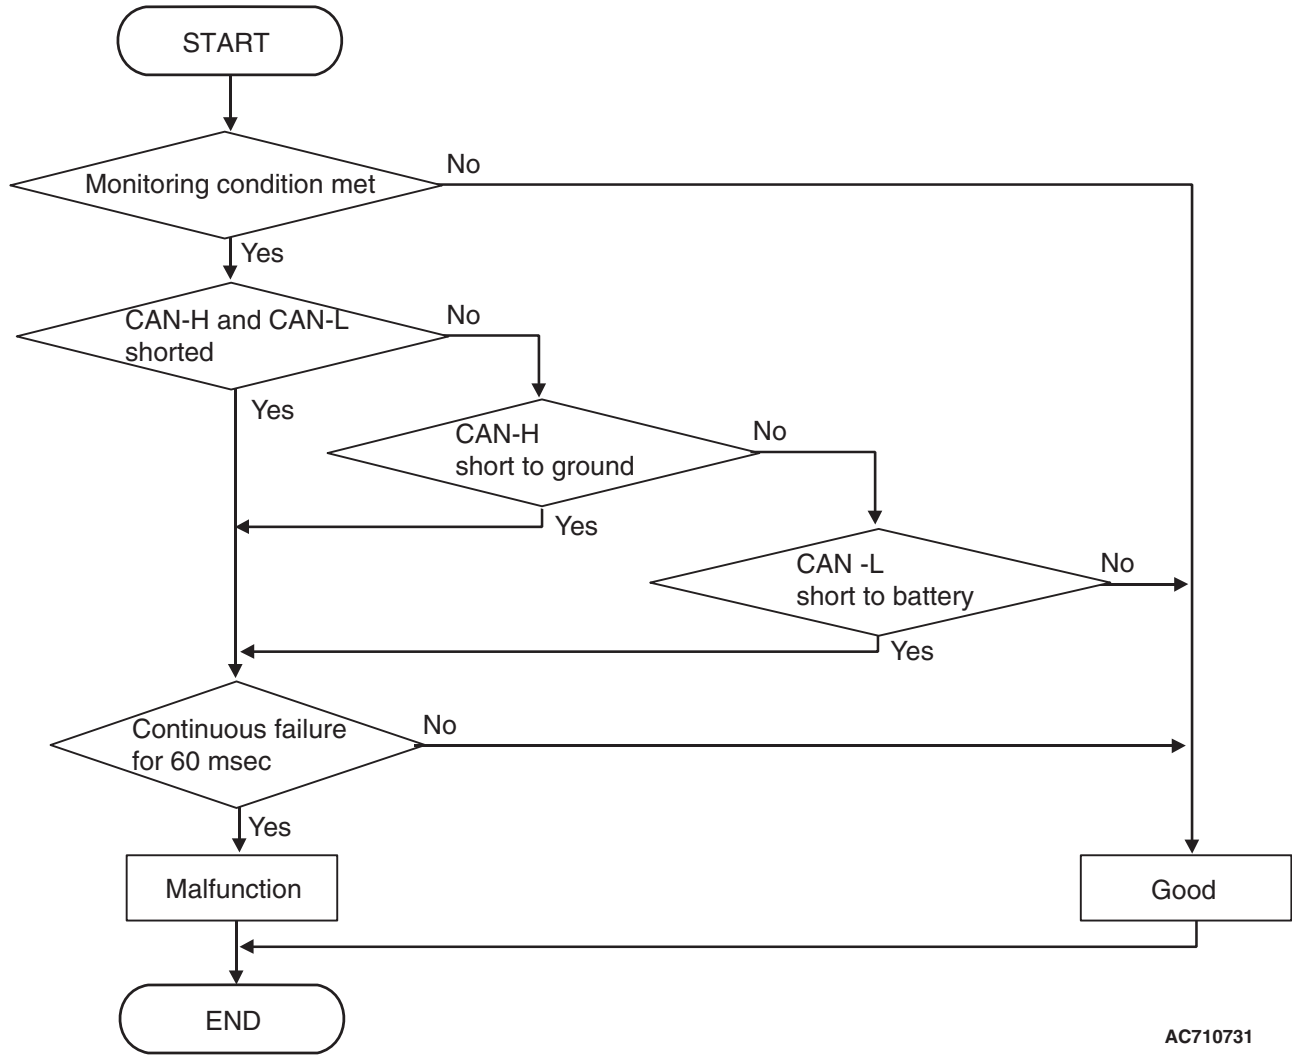 START
Monitoring condition met
No
Yes
CAN-H and CAN-L
shorted
No
Yes
CAN-H
short to ground
No
Yes
CAN -L
short to battery
No
Yes
Continuous failure
for 60 msec
No
Yes
Malfunction
Good
END
AC710731